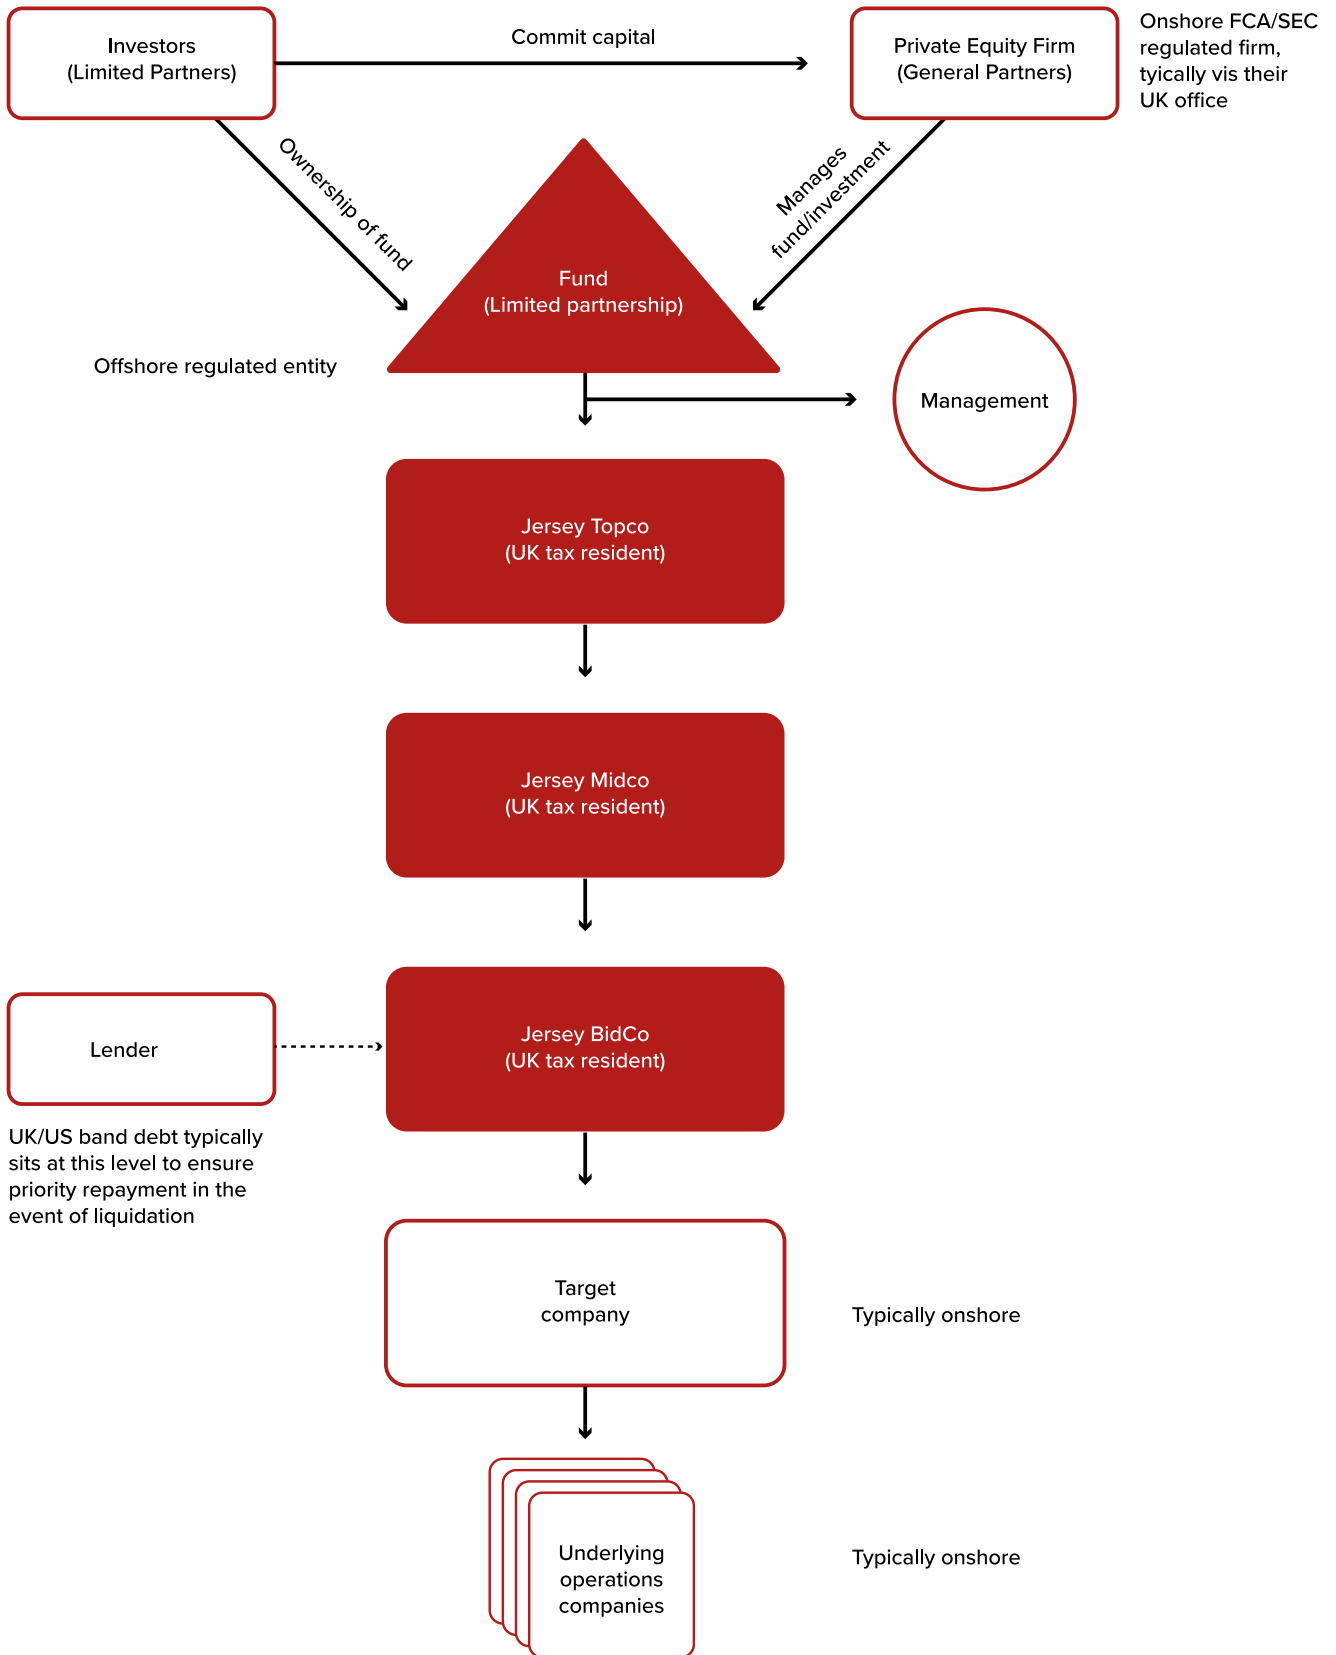 Investors
(Limited Partners)
Commit capital
Private Equity Firm
(General Partners)
Onshore FCA/SEC
regulated firm,
tyically vis their
UK office
Ownership of fund
Manages
fund/investment
Fund
(Limited partnership)
Offshore regulated entity
Management
Jersey Topco
(UK tax resident)
Jersey Midco
(UK tax resident)
Jersey BidCo
(UK tax resident)
Lender
UK/US band debt typically
sits at this level to ensure
priority repayment in the
event of liquidation
Target
company
Typically onshore
Underlying
operations
companies
Typically onshore